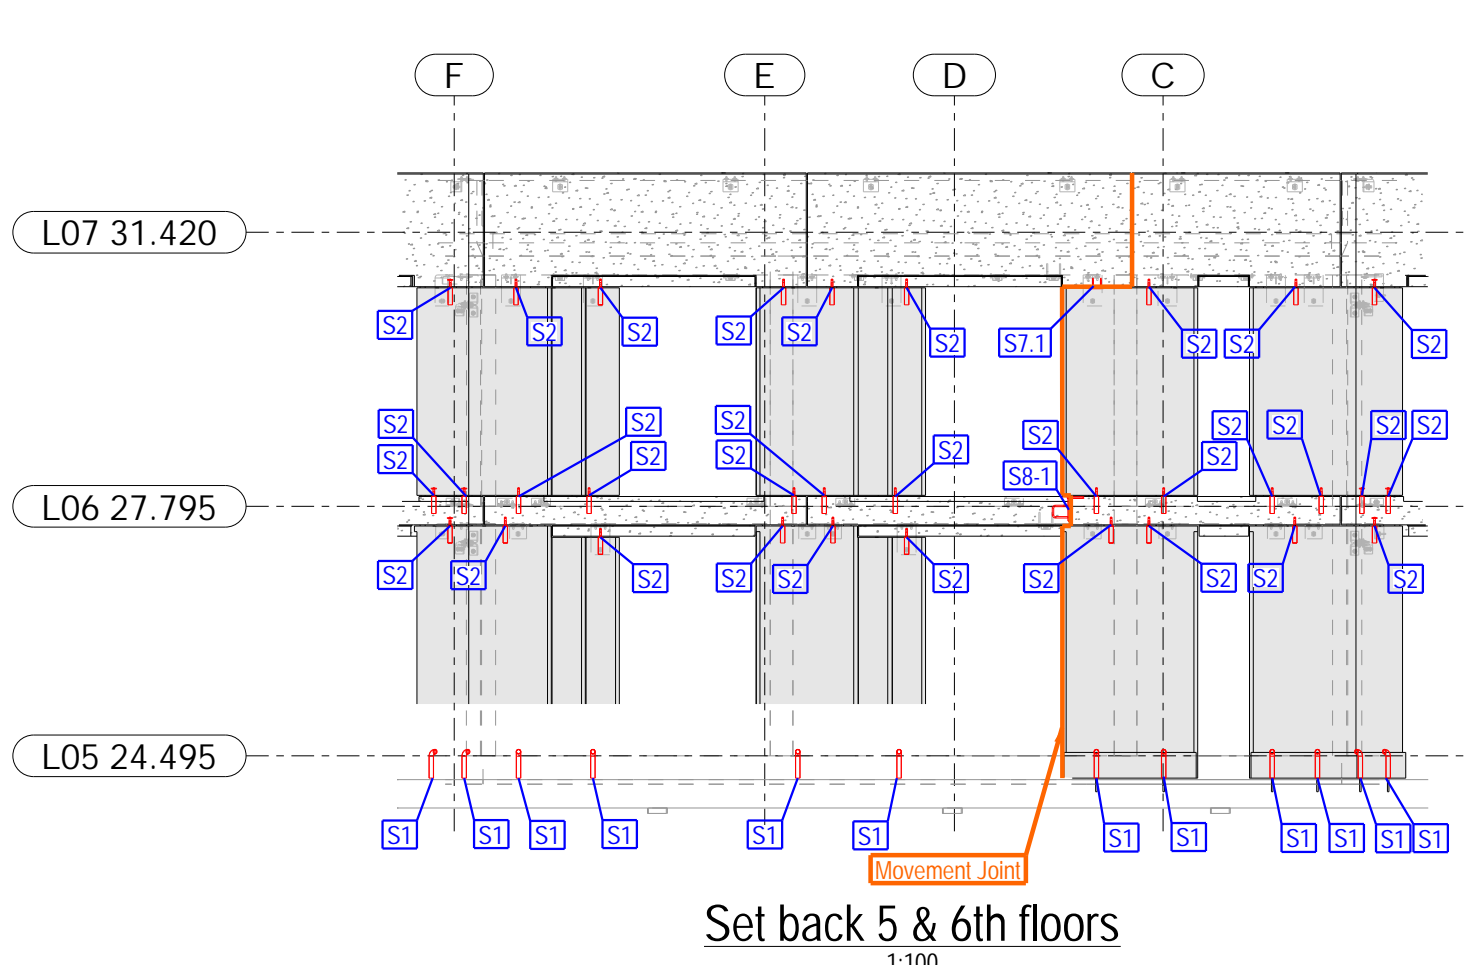 F E D C
L07 31.420
S2 S2 S2 S2 S2 S2 S7.1 S2 S2 S2
S2 S2 S2 S2 S2 S2 S2 S2
S2 S2 S2 S2 S2 S2
S8-1
L06 27.795
S2 S2 S2 S2 S2 S2 S2 S2 S2 S2
L05 24.495
S1 S1 S1 S1 S1 S1 S1 S1 S1 S1 S1 S1
Movement Joint
Set back 5 & 6th floors
1:100